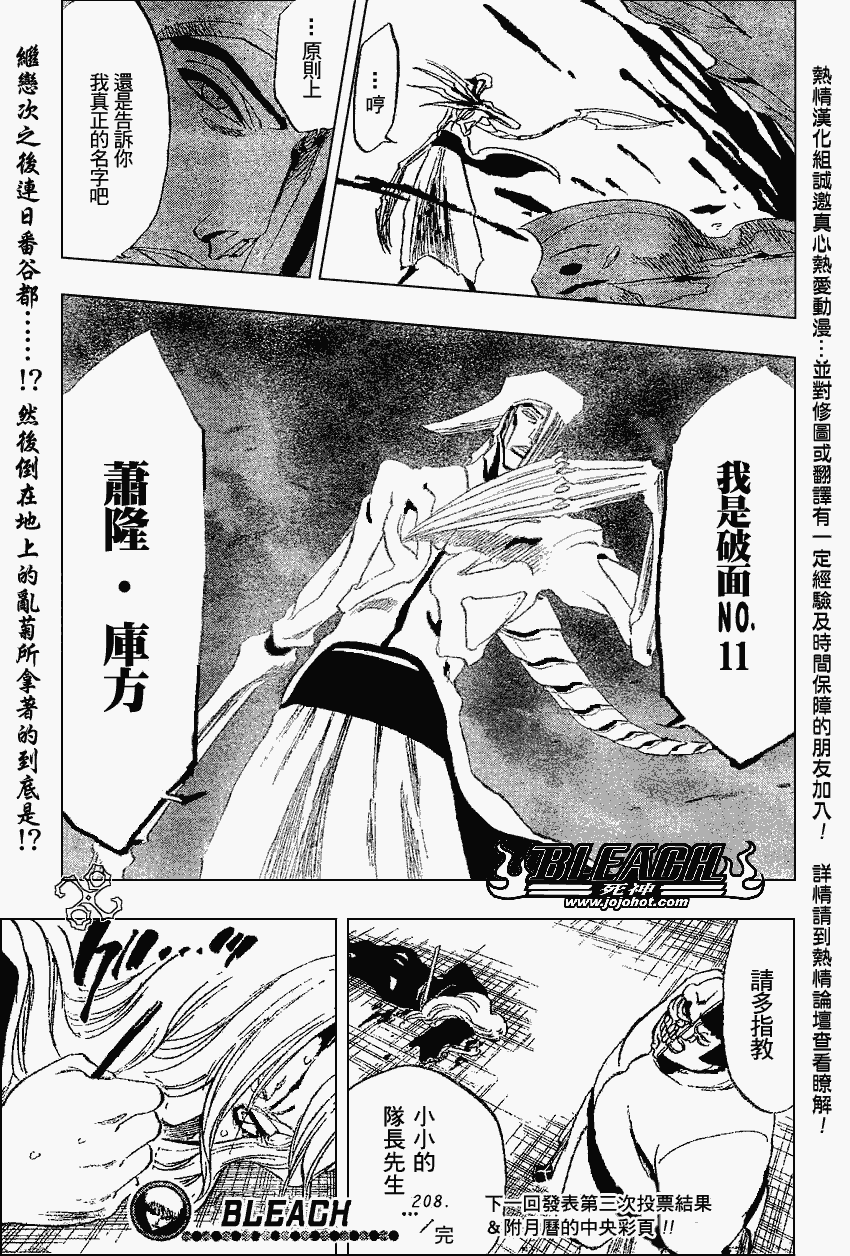 熱情漢化組誠邀真心熱愛動漫…並對修圖或翻譯有一定經驗及時間保障的朋友加入！ 詳情請到熱情論壇查看瞭解！
…哼
…原則上
還是告訴你
我真正的名字吧
我是破面NO.11
蕭隆・庫方
BLEACH
死神
www.jojohot.com
請多指教
小小的
隊長先生
…
208.
/完
下一回發表第三次投票結果
＆附月曆的中央彩頁!!
BLEACH
繼戀次之後連日番谷都……!?然後倒在地上的亂菊所拿著的到底是!?